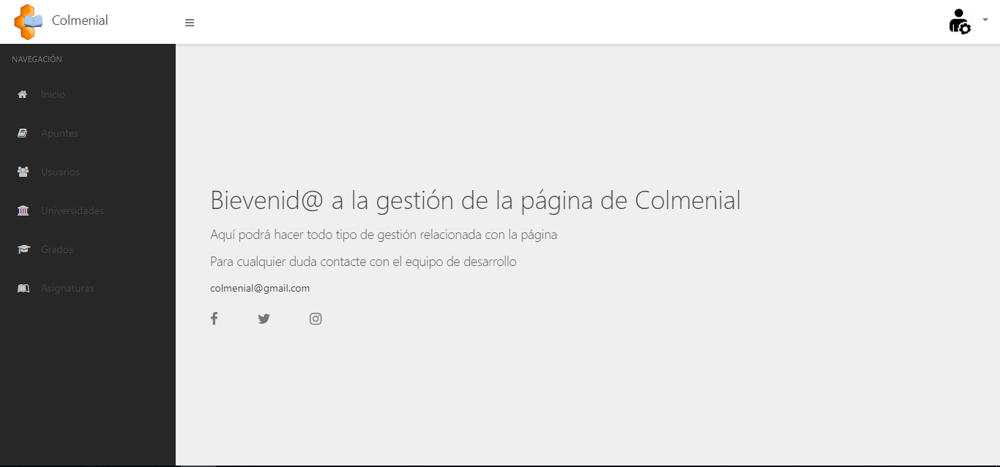 Colmenial
NAVEGACIÓN
Inicio
Apuntes
Usuarios
Universidades
Grados
Asignaturas
Bievenid@ a la gestión de la página de Colmenial
Aquí podrá hacer todo tipo de gestión relacionada con la página
Para cualquier duda contacte con el equipo de desarrollo
colmenial@gmail.com